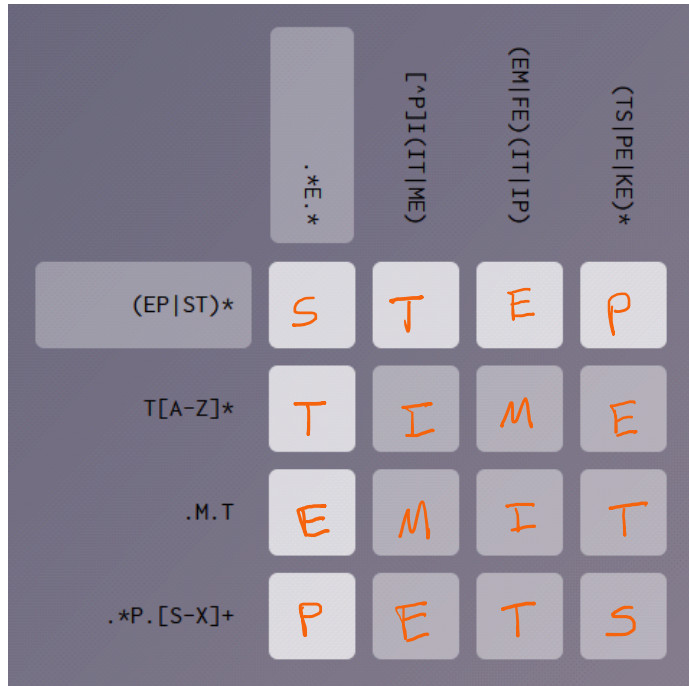 .*E.*
[^P]I(IT|ME)
(EM|FE)(IT|IP)
(TS|PE|KE)*
(EP|ST)* S T E P
T[A-Z]* T I M E
.M.T E M I T
.*P.[S-X]+ P E T S